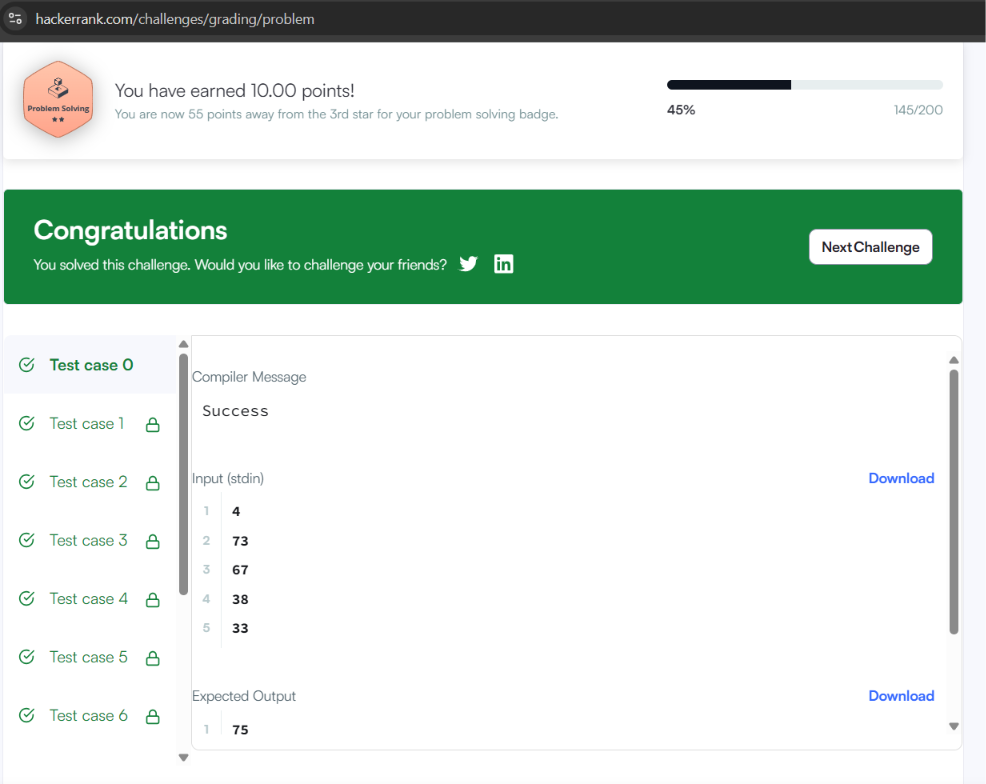 hackerrank.com/challenges/grading/problem
Problem Solving
★★
You have earned 10.00 points!
You are now 55 points away from the 3rd star for your problem solving badge.
45%
145/200
Congratulations
You solved this challenge. Would you like to challenge your friends?
in
Next Challenge
Test case 0
Test case 1
Test case 2
Test case 3
Test case 4
Test case 5
Test case 6
Compiler Message
Success
Input (stdin)
Download
1 4
2 73
3 67
4 38
5 33
Expected Output
Download
1 75